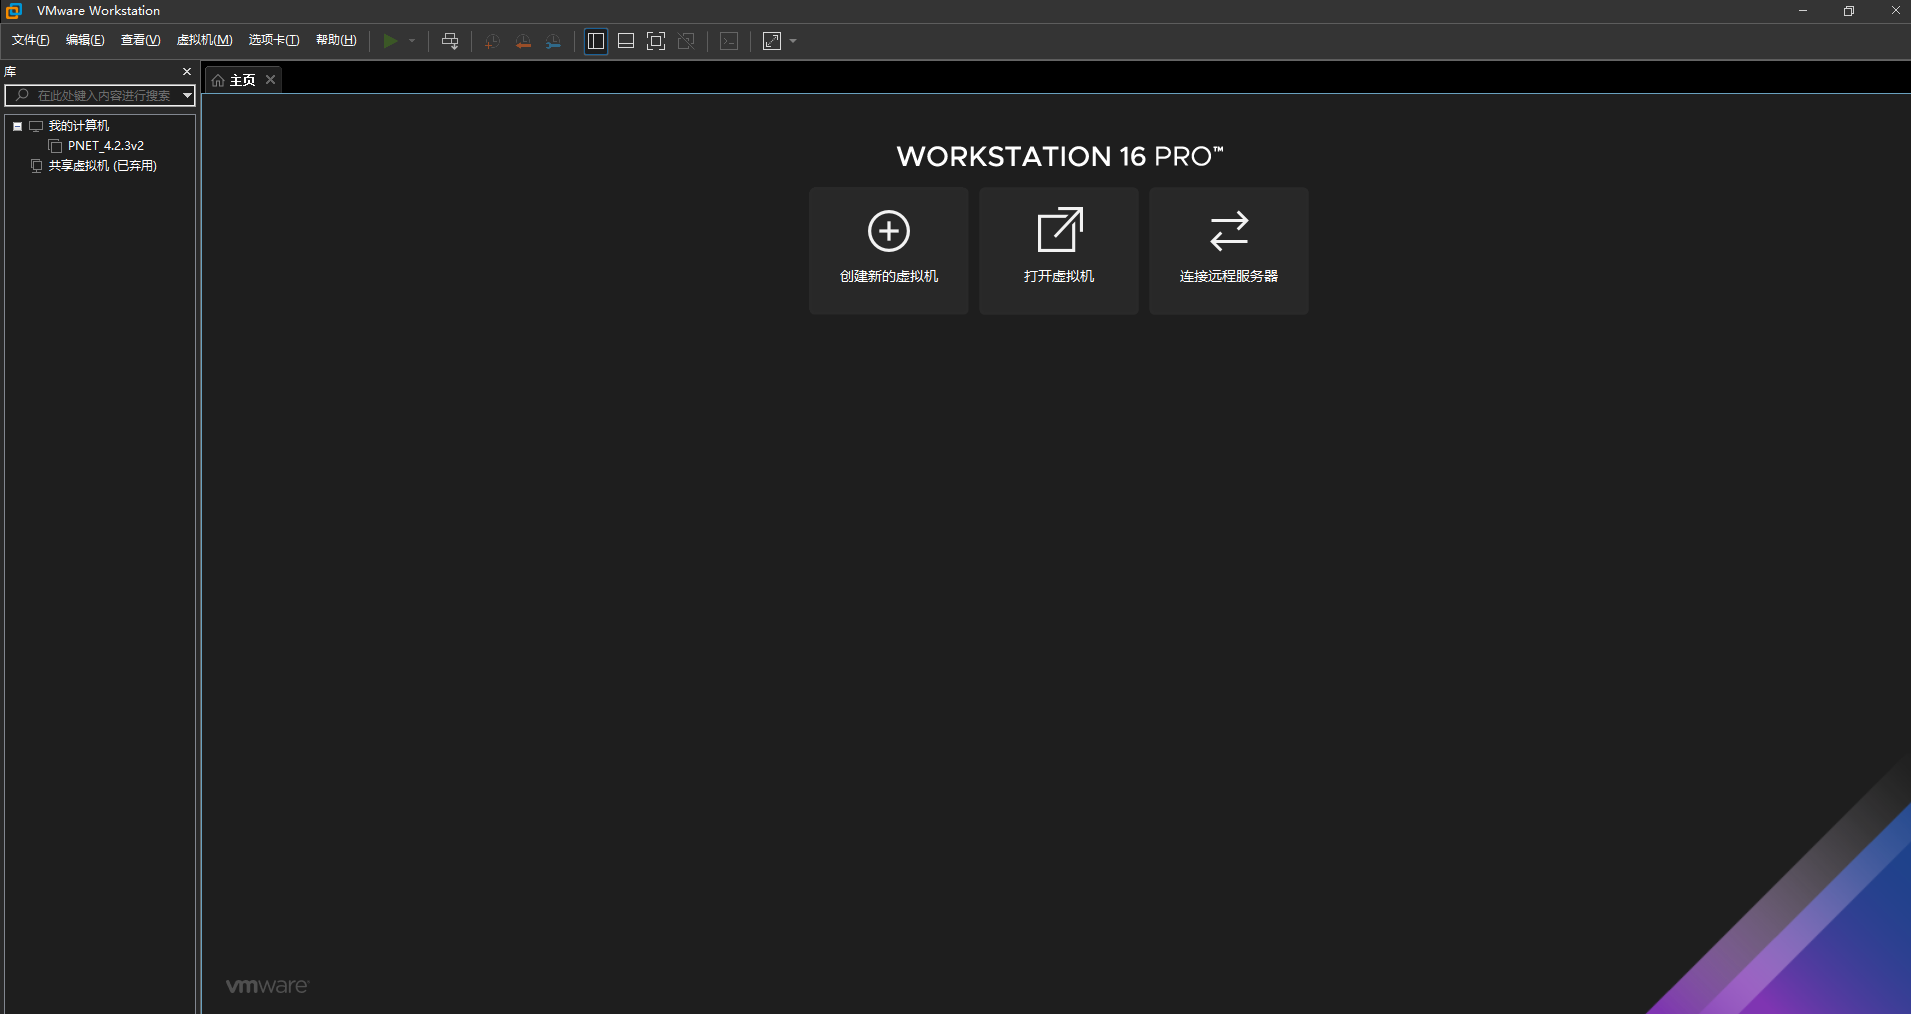 VMware Workstation
文件(F) 编辑(E) 查看(V) 虚拟机(M) 选项卡(T) 帮助(H)
库
在此处键入内容进行搜索
我的计算机
PNET_4.2.3v2
共享虚拟机 (已弃用)
主页
WORKSTATION 16 PRO™
创建新的虚拟机
打开虚拟机
连接远程服务器
vmware